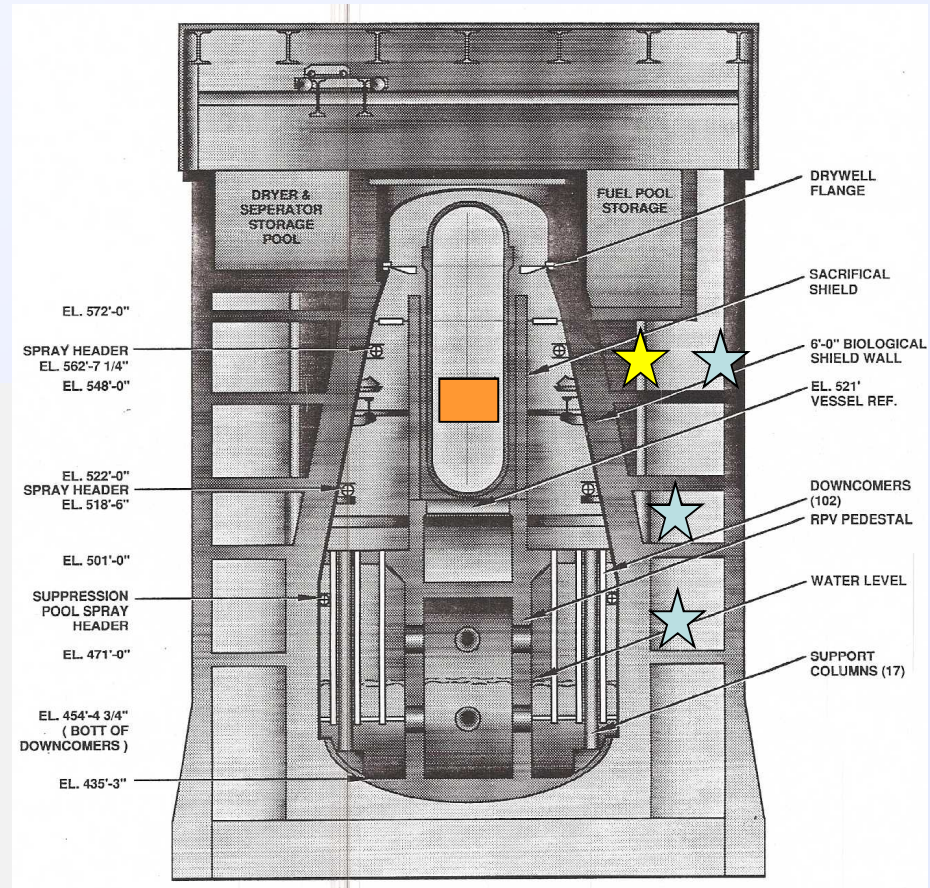 DRYER &
SEPERATOR
STORAGE
POOL
FUEL POOL
STORAGE
EL. 572'-0"
SPRAY HEADER
EL. 562'-7 1/4"
EL. 548'-0"
EL. 522'-0"
SPRAY HEADER
EL. 518'-6"
EL. 501'-0"
SUPPRESSION
POOL SPRAY
HEADER
EL. 471'-0"
EL. 454'-4 3/4"
( BOTT OF
DOWNCOMERS )
EL. 435'-3"
DRYWELL
FLANGE
SACRIFICAL
SHIELD
6'-0" BIOLOGICAL
SHIELD WALL
EL. 521'
VESSEL REF.
DOWNCOMERS
(102)
RPV PEDESTAL
WATER LEVEL
SUPPORT
COLUMNS (17)